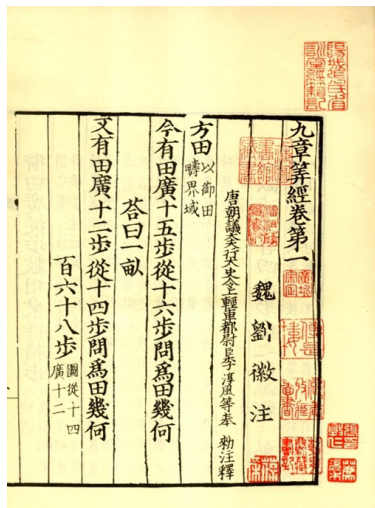 九章筭經卷第一
魏劉徽注
唐朝議大夫行太史令上輕車都尉臣李淳風等奉 勑注釋
方田以御田疇界域
今有田廣十五步從十六步問爲田幾何
荅曰一畝
又有田廣十二步從十四步問爲田幾何
百六十八步圖從十四廣十二